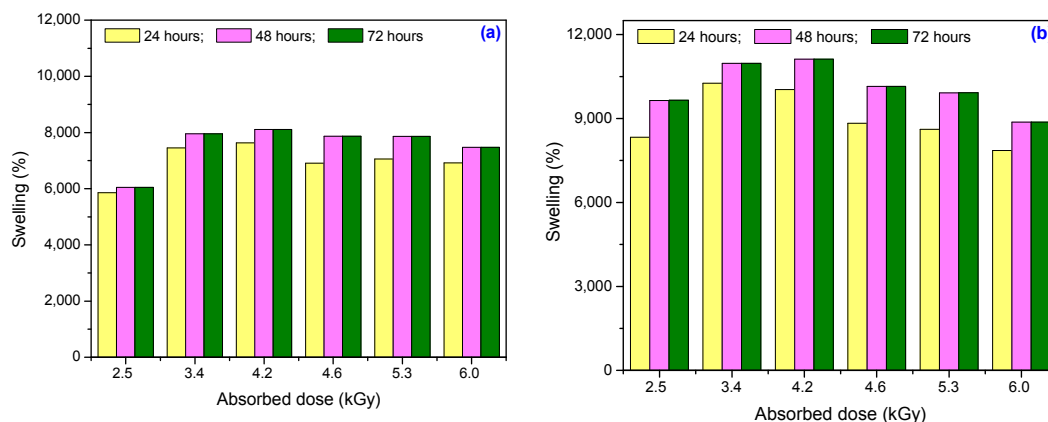 12,000
10,000
8,000
6,000
4,000
2,000
0
Swelling (%)
24 hours; 48 hours; 72 hours
(a)
2.5 3.4 4.2 4.6 5.3 6.0
Absorbed dose (kGy)
12,000
9,000
6,000
3,000
0
Swelling (%)
24 hours; 48 hours; 72 hours
(b
2.5 3.4 4.2 4.6 5.3 6.0
Absorbed dose (kGy)